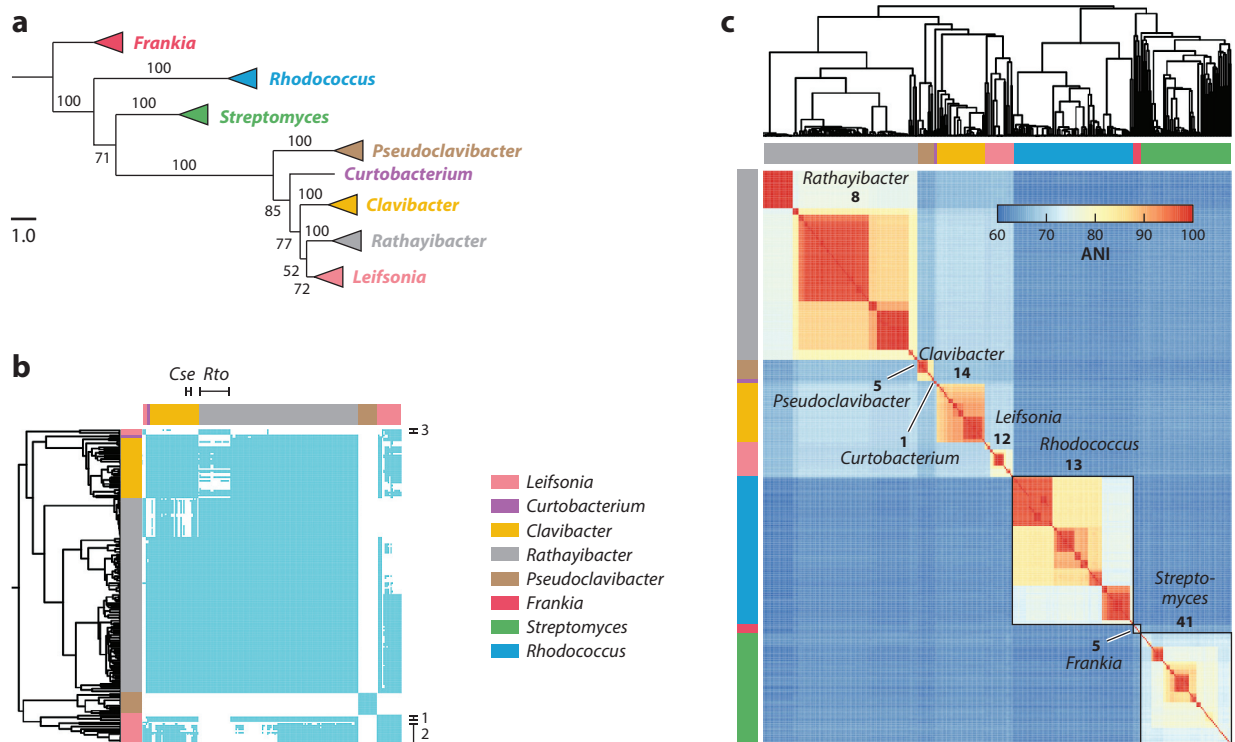 a
Frankia
100
Rhodococcus
100
100
Streptomyces
71
100
100
Pseudoclavibacter
Curtobacterium
85
100
Clavibacter
77
100
Rathayibacter
52
Leifsonia
72
1.0
b
Cse Rto
3
1
2
Leifsonia
Curtobacterium
Clavibacter
Rathayibacter
Pseudoclavibacter
Frankia
Streptomyces
Rhodococcus
c
Rathayibacter
8
60 70 80 90 100
ANI
Clavibacter
14
5
Pseudoclavibacter
1
Curtobacterium
Leifsonia
12
Rhodococcus
13
Strepto-
myces
41
5
Frankia